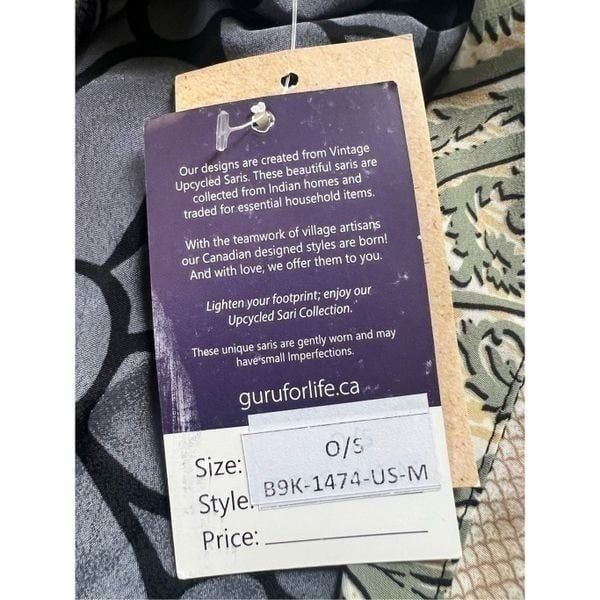 Our designs are created from Vintage
Upcycled Saris. These beautiful saris are
collected from Indian homes and
traded for essential household items.
With the teamwork of village artisans
our Canadian designed styles are born!
And with love, we offer them to you.
Lighten your footprint; enjoy our
Upcycled Sari Collection.
These unique saris are gently worn and may
have small Imperfections.
guruforlife.ca
Size: O/S
Style: B9K-1474-US-M
Price: